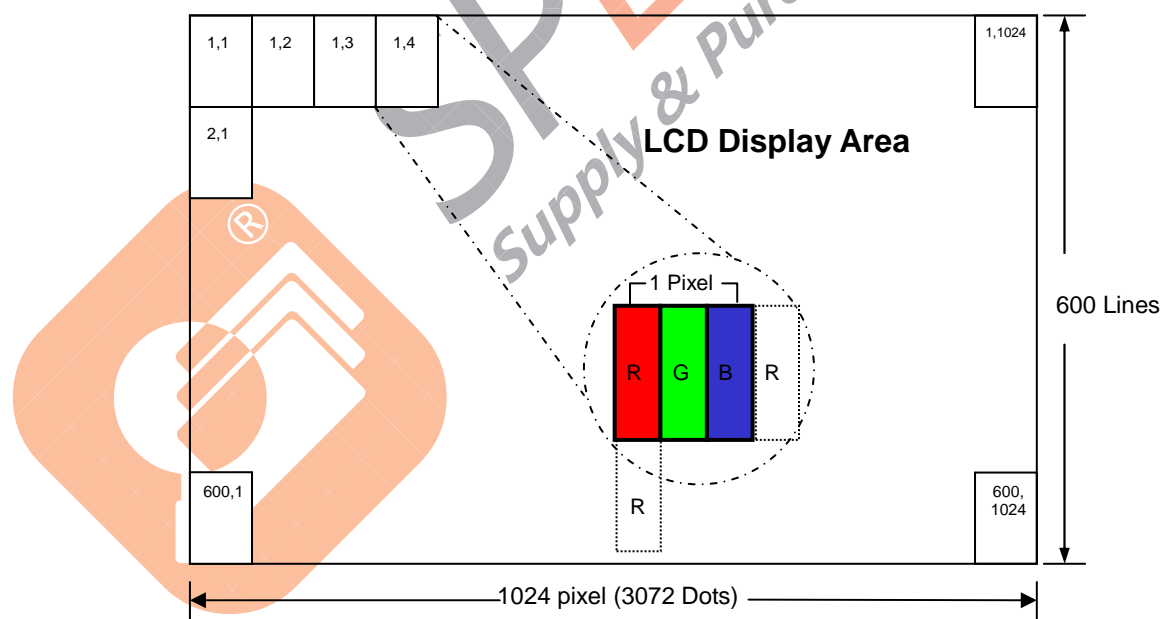 1,1 1,2 1,3 1,4 1,1024
2,1
LCD Display Area
Supply &
®
1 Pixel
600 Lines
R G B R
600,1
R
600,
1024
1024 pixel (3072 Dots)